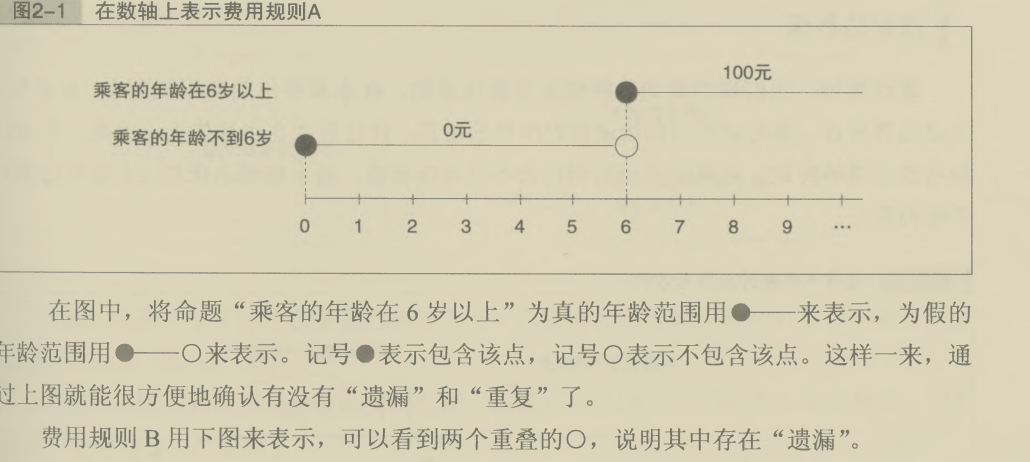 图2-1 在数轴上表示费用规则A
100元
乘客的年龄在6岁以上
0元
乘客的年龄不到6岁
0 1 2 3 4 5 6 7 8 9 …
在图中，将命题“乘客的年龄在 6 岁以上”为真的年龄范围用●——来表示，为假的
年龄范围用●——○来表示。记号●表示包含该点，记号○表示不包含该点。这样一来，通
过上图就能很方便地确认有没有“遗漏”和“重复”了。
费用规则 B 用下图来表示，可以看到两个重叠的○，说明其中存在“遗漏”。